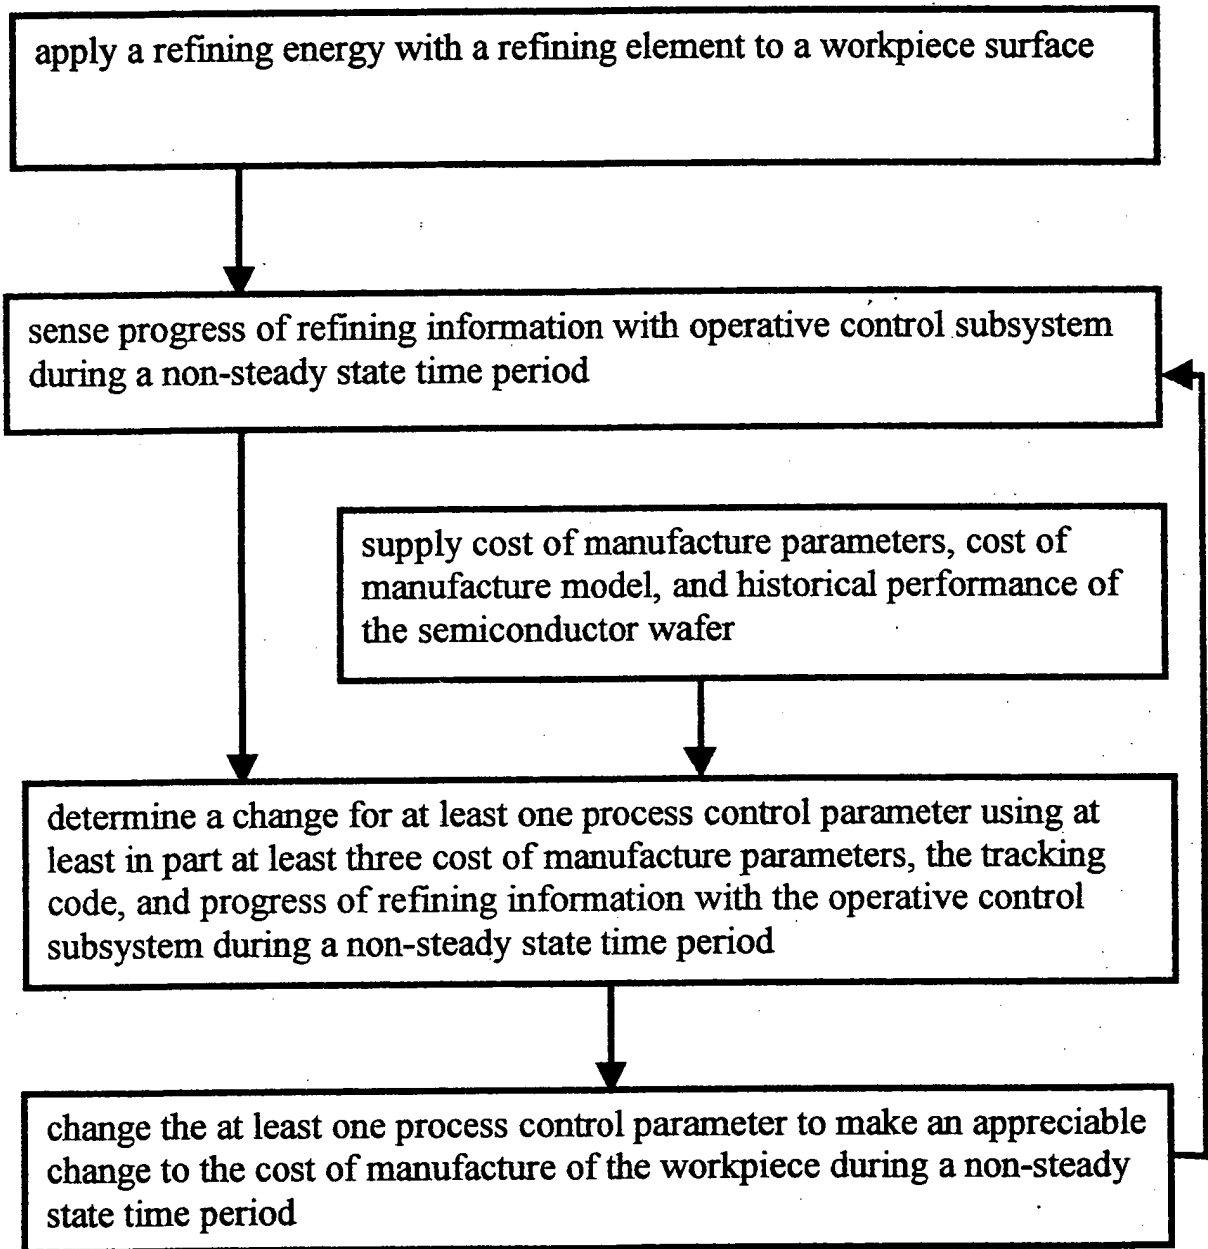 apply a refining energy with a refining element to a workpiece surface
sense progress of refining information with operative control subsystem
during a non-steady state time period
supply cost of manufacture parameters, cost of
manufacture model, and historical performance of
the semiconductor wafer
determine a change for at least one process control parameter using at
least in part at least three cost of manufacture parameters, the tracking
code, and progress of refining information with the operative control
subsystem during a non-steady state time period
change the at least one process control parameter to make an appreciable
change to the cost of manufacture of the workpiece during a non-steady
state time period